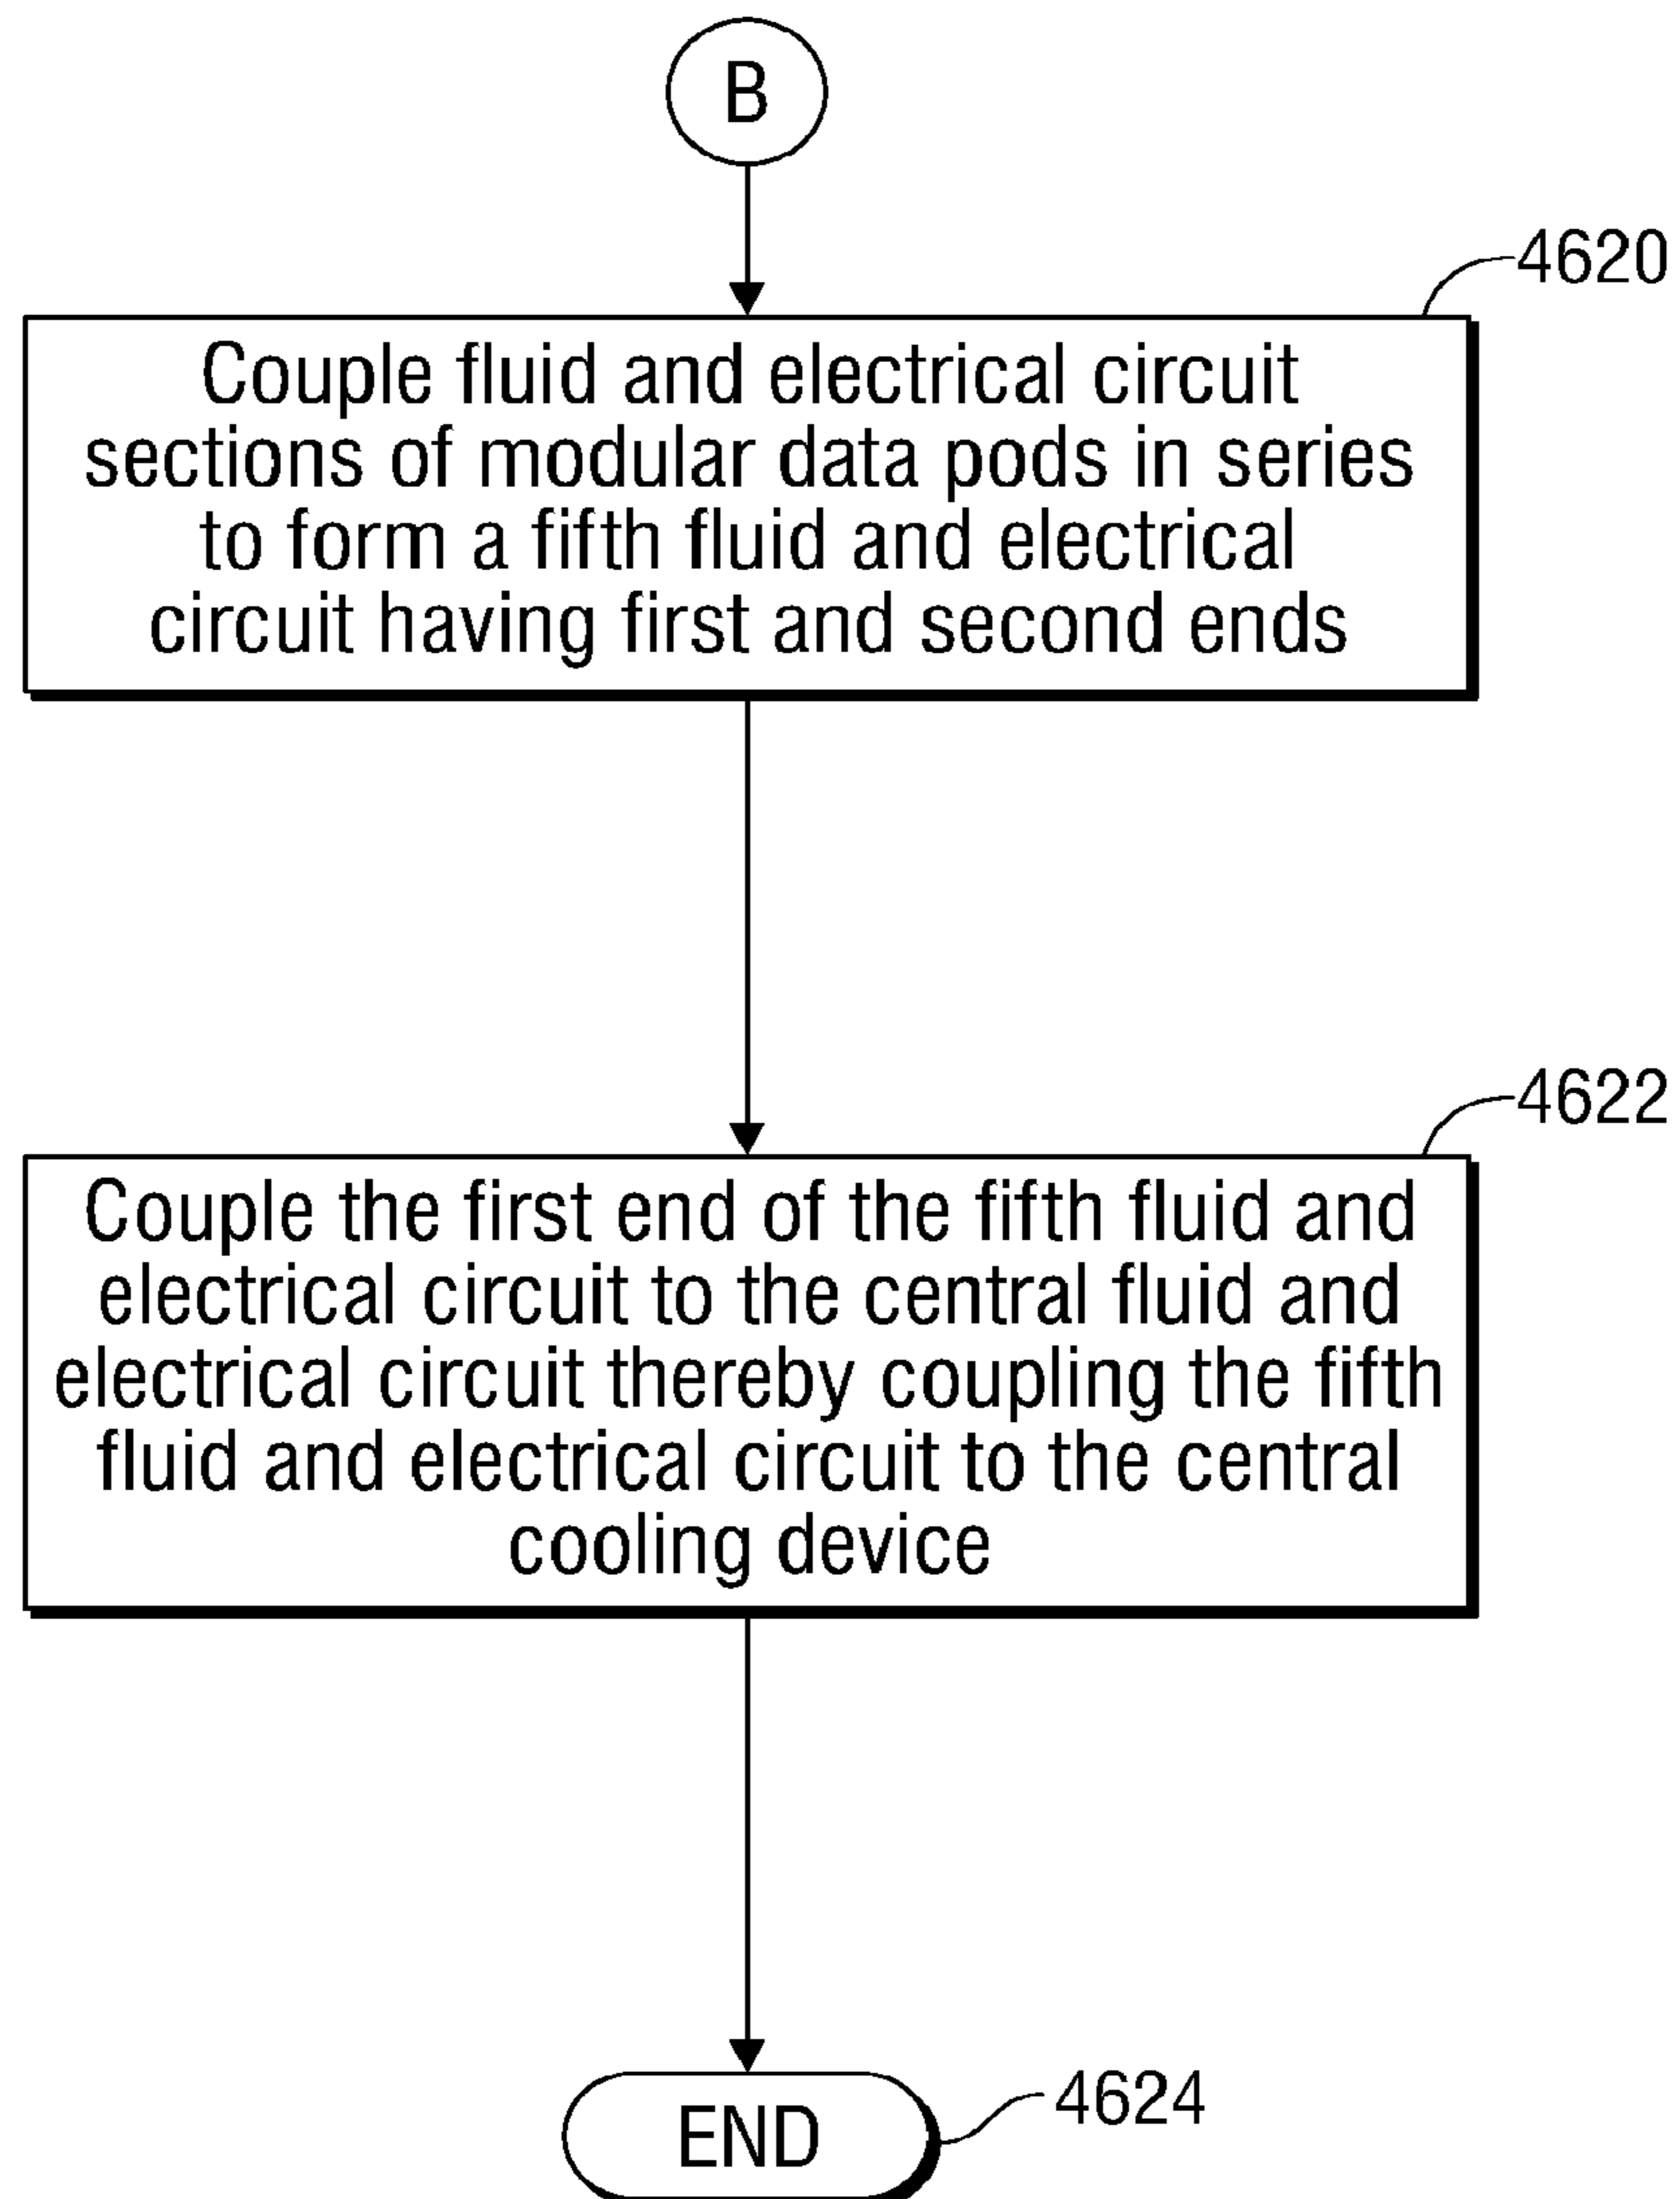 B
4620
Couple fluid and electrical circuit
sections of modular data pods in series
to form a fifth fluid and electrical
circuit having first and second ends
4622
Couple the first end of the fifth fluid and
electrical circuit to the central fluid and
electrical circuit thereby coupling the fifth
fluid and electrical circuit to the central
cooling device
END
4624